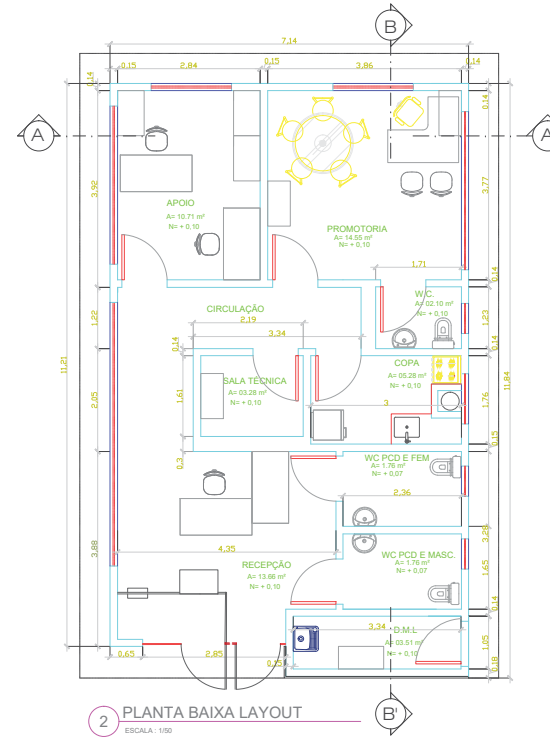 B
7.14
0.15 2.84 0.15 3.86 0.14
0.14
0.14
A
A
3.92
3.77
APOIO
A= 10.71 m²
N= + 0,10
PROMOTORIA
A= 14.55 m²
N= + 0,10
1.71
W.C.
A= 02.10 m²
N= + 0,10
CIRCULAÇÃO
2.19
3.34
1.22
1.23
0.14
0.14
11.21
11.84
COPA
A= 05.28 m²
N= + 0,10
3
SALA TÉCNICA
A= 03.28 m²
N= + 0,10
2.05
1.61
1.76
0.15
0.3
WC PCD E FEM
A= 1.76 m²
N= + 0,07
2.36
3.28
4.35
3.88
WC PCD E MASC.
A= 1.76 m²
N= + 0,07
1.65
RECEPÇÃO
A= 13.66 m²
N= + 0,10
0.14
3.34
D.M.L
A= 03.51 m²
N= + 0,10
1.05
0.18
0.65 2.85 0.15
2 PLANTA BAIXA LAYOUT
ESCALA : 1/50
B'